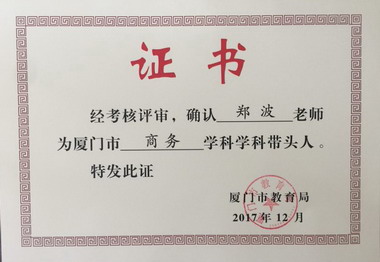 证书
经考核评审，确认 郑波 老师
为厦门市 商务 学科学科带头人。
特发此证
厦门市教育局
2017年12月